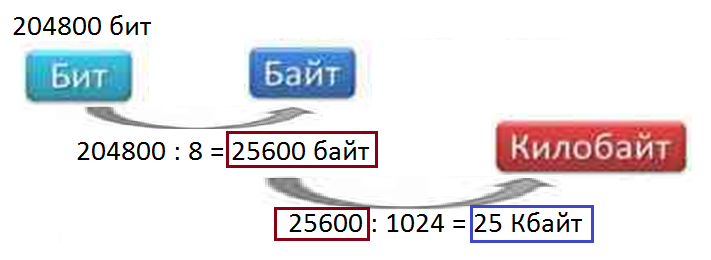 204800 бит
Бит Байт
204800 : 8 = 25600 байт
Килобайт
25600 : 1024 = 25 Кбайт